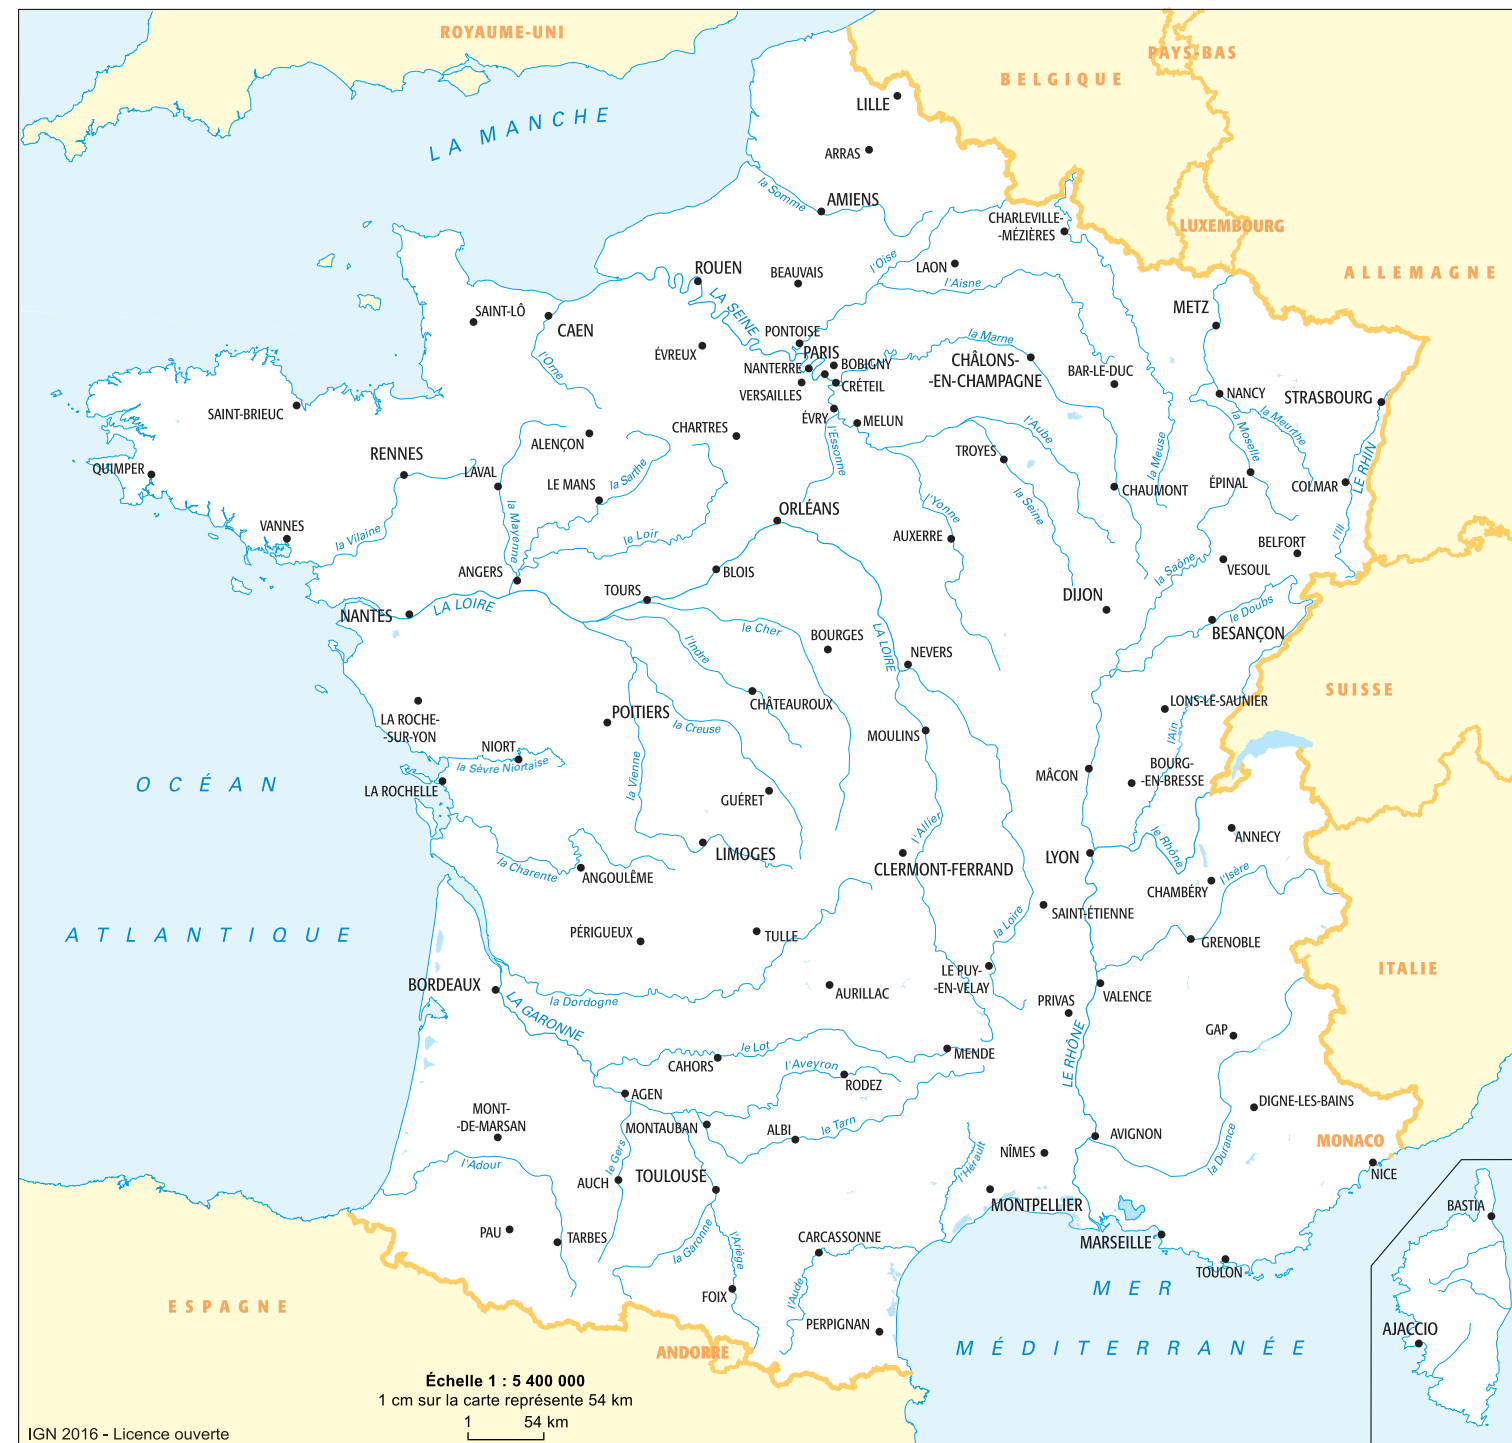 ROYAUME-UNI
PAYS-BAS
BELGIQUE
LILLE
LA MANCHE
ARRAS
la Somme
AMIENS
CHARLEVILLE-
-MÉZIÈRES
LUXEMBOURG
ALLEMAGNE
l'Oise
LAON
ROUEN
BEAUVAIS
l'Aisne
LA SEINE
METZ
SAINT-LÔ
CAEN
PONTOISE
la Marne
PARIS
ÉVREUX
BOBIGNY
CHÂLONS-
-EN-CHAMPAGNE
NANTERRE
l'Orne
BAR-LE-DUC
CRÉTEIL
VERSAILLES
NANCY
STRASBOURG
SAINT-BRIEUC
la Meurthe
ÉVRY
MELUN
CHARTRES
l'Aube
la Moselle
ALENÇON
l'Essonne
TROYES
RENNES
la Meuse
QUIMPER
LAVAL
la Sarthe
LE RHIN
LE MANS
ÉPINAL
COLMAR
CHAUMONT
l'Yonne
la Seine
ORLÉANS
VANNES
la Vilaine
la Mayenne
le Loir
AUXERRE
l'Ill
BELFORT
ANGERS
BLOIS
la Saône
VESOUL
TOURS
DIJON
NANTES
LA LOIRE
le Doubs
le Cher
BOURGES
BESANÇON
l'Indre
LA LOIRE
NEVERS
SUISSE
CHÂTEAUROUX
LONS-LE-SAUNIER
POITIERS
LA ROCHE-
-SUR-YON
la Creuse
MOULINS
l'Ain
NIORT
la Sèvre Niortaise
BOURG-
-EN-BRESSE
MÂCON
OCÉAN
LA ROCHELLE
la Vienne
GUÉRET
l'Allier
ANNECY
le Rhône
LIMOGES
LYON
la Charente
ANGOULÊME
CLERMONT-FERRAND
l'Isère
CHAMBÉRY
SAINT-ÉTIENNE
la Loire
ATLANTIQUE
PÉRIGUEUX
TULLE
GRENOBLE
ITALIE
LE PUY-
-EN-VELAY
BORDEAUX
AURILLAC
VALENCE
la Dordogne
PRIVAS
LA GARONNE
GAP
le Lot
MENDE
CAHORS
l'Aveyron
LE RHÔNE
RODEZ
AGEN
DIGNE-LES-BAINS
MONT-
-DE-MARSAN
MONTAUBAN
ALBI
le Tarn
AVIGNON
MONACO
la Durance
NÎMES
l'Adour
le Gers
l'Hérault
NICE
AUCH
TOULOUSE
MONTPELLIER
BASTIA
PAU
TARBES
la Garonne
l'Ariège
CARCASSONNE
MARSEILLE
TOULON
FOIX
l'Aude
MER
ESPAGNE
PERPIGNAN
AJACCIO
ANDORRE
MÉDITERRANÉE
Échelle 1 : 5 400 000
1 cm sur la carte représente 54 km
1 54 km
IGN 2016 - Licence ouverte